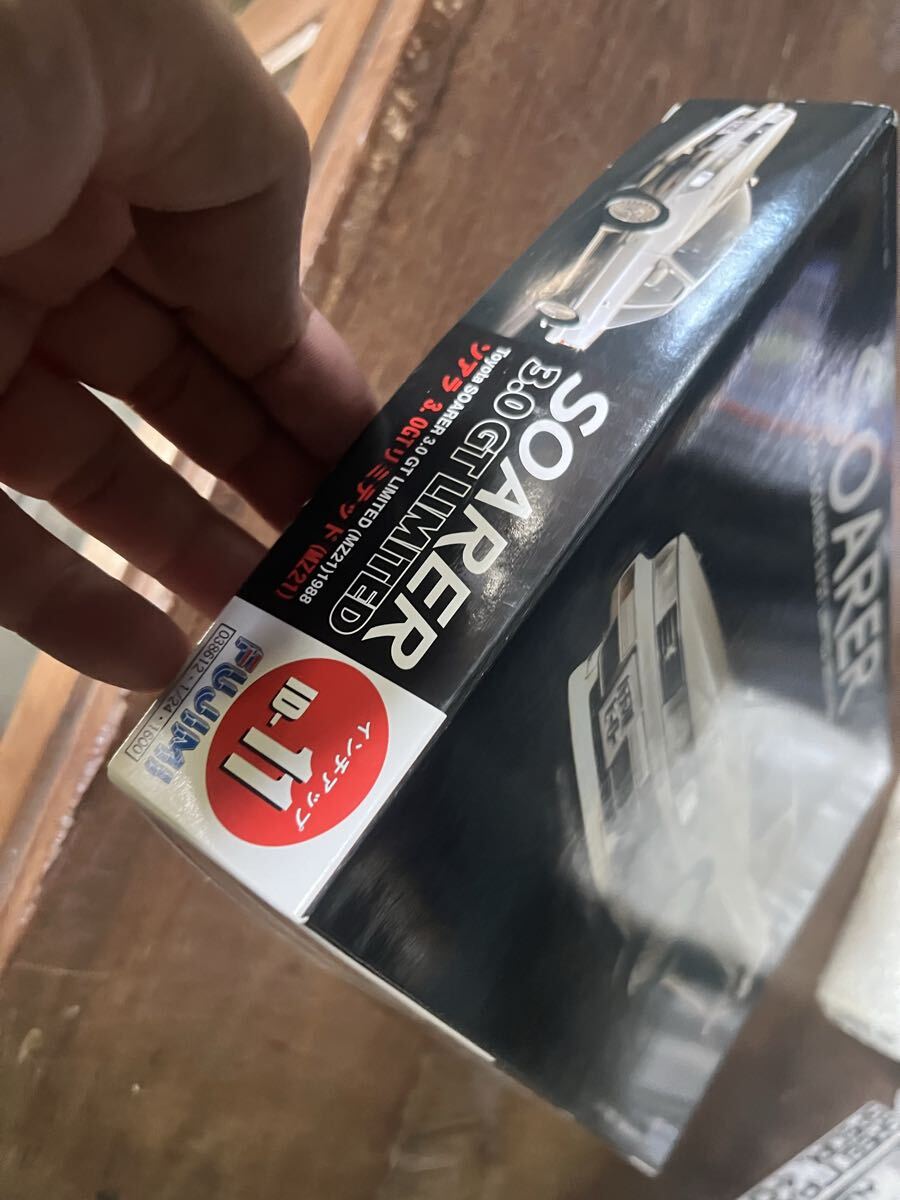 SOARER
3.0 GT LIMITED
Toyota SOARER 3.0 GT LIMITED (MZ21) 1988
ソアラ 3.0GTリミテッド (MZ21)
インチアップ
ID-11
FUJIMI
038612・1/24・1600
SOARER